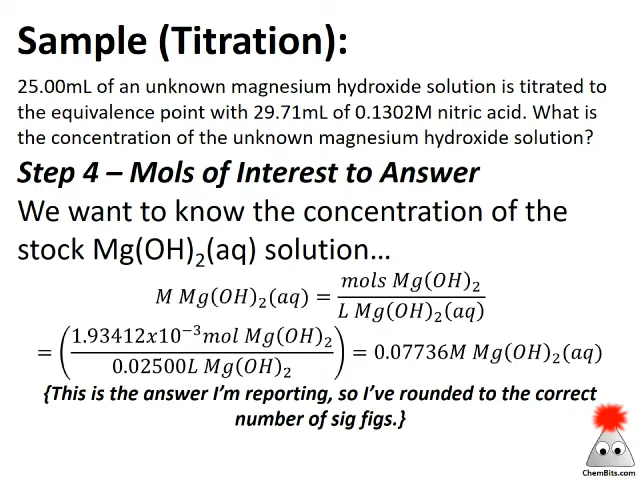 Sample (Titration):
25.00mL of an unknown magnesium hydroxide solution is titrated to
the equivalence point with 29.71mL of 0.1302M nitric acid. What is
the concentration of the unknown magnesium hydroxide solution?
Step 4 – Mols of Interest to Answer
We want to know the concentration of the
stock Mg(OH)₂(aq) solution…
M Mg(OH)₂(aq) = mols Mg(OH)₂ / L Mg(OH)₂(aq)
= (1.93412x10⁻³mol Mg(OH)₂ / 0.02500L Mg(OH)₂) = 0.07736M Mg(OH)₂(aq)
{This is the answer I’m reporting, so I’ve rounded to the correct
number of sig figs.}
ChemBits.com